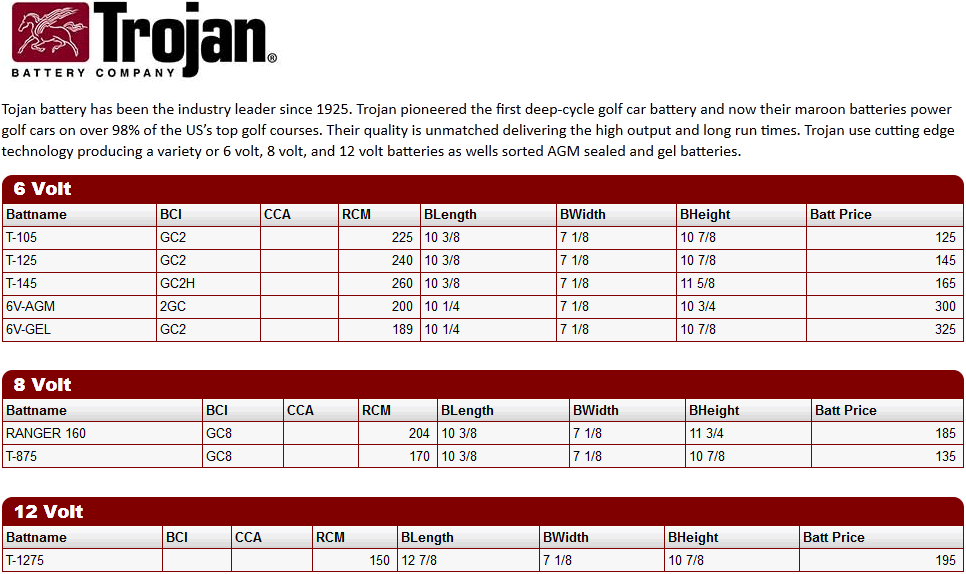 Trojan®
BATTERY COMPANY
Tojan battery has been the industry leader since 1925. Trojan pioneered the first deep-cycle golf car battery and now their maroon batteries power
golf cars on over 98% of the US’s top golf courses. Their quality is unmatched delivering the high output and long run times. Trojan use cutting edge
technology producing a variety or 6 volt, 8 volt, and 12 volt batteries as wells sorted AGM sealed and gel batteries.
6 Volt
Battname BCI CCA RCM BLength BWidth BHeight Batt Price
T-105 GC2 225 10 3/8 7 1/8 10 7/8 125
T-125 GC2 240 10 3/8 7 1/8 10 7/8 145
T-145 GC2H 260 10 3/8 7 1/8 11 5/8 165
6V-AGM 2GC 200 10 1/4 7 1/8 10 3/4 300
6V-GEL GC2 189 10 1/4 7 1/8 10 7/8 325
8 Volt
Battname BCI CCA RCM BLength BWidth BHeight Batt Price
RANGER 160 GC8 204 10 3/8 7 1/8 11 3/4 185
T-875 GC8 170 10 3/8 7 1/8 10 7/8 135
12 Volt
Battname BCI CCA RCM BLength BWidth BHeight Batt Price
T-1275 150 12 7/8 7 1/8 10 7/8 195